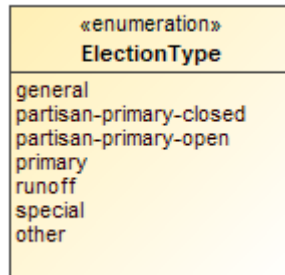 «enumeration»
ElectionType
general
partisan-primary-closed
partisan-primary-open
primary
runoff
special
other